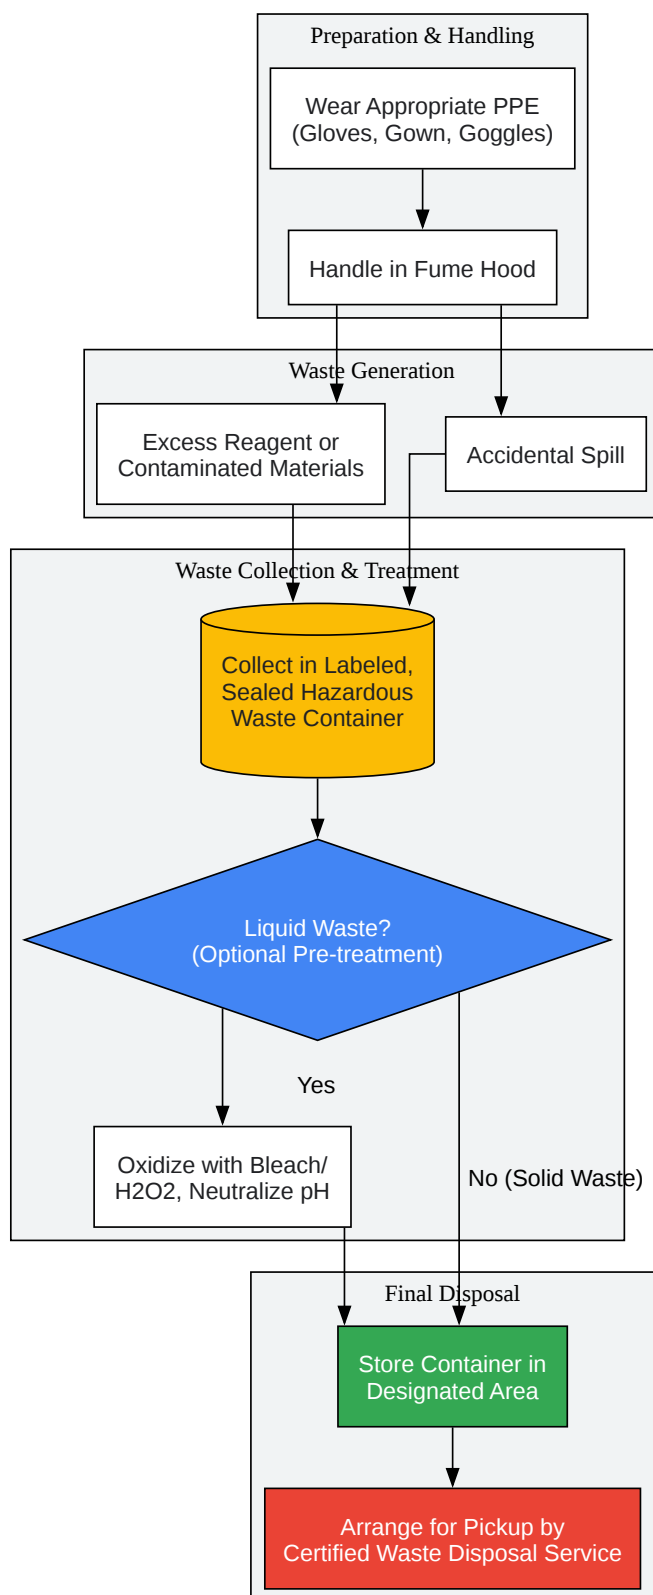 Preparation & Handling
Wear Appropriate PPE
(Gloves, Gown, Goggles)
Handle in Fume Hood
Waste Generation
Excess Reagent or
Contaminated Materials
Accidental Spill
Waste Collection & Treatment
Collect in Labeled,
Sealed Hazardous
Waste Container
Liquid Waste?
(Optional Pre-treatment)
Yes
Oxidize with Bleach/
H2O2, Neutralize pH
No (Solid Waste)
Final Disposal
Store Container in
Designated Area
Arrange for Pickup by
Certified Waste Disposal Service